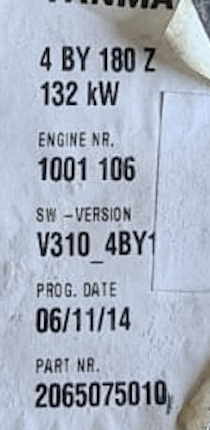 4 BY 180 Z
132 kW
ENGINE NR.
1001 106
SW -VERSION
V310_4BY1
PROG. DATE
06/11/14
PART NR.
2065075010